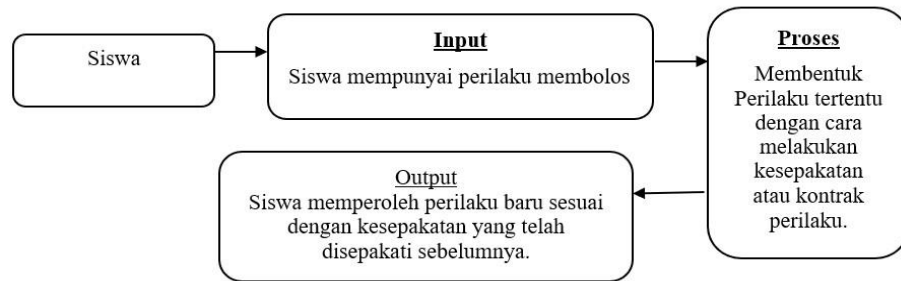 Siswa
Input
Siswa mempunyai perilaku membolos
Proses
Membentuk
Perilaku tertentu
dengan cara
melakukan
kesepakatan
atau kontrak
perilaku.
Output
Siswa memperoleh perilaku baru sesuai
dengan kesepakatan yang telah
disepakati sebelumnya.